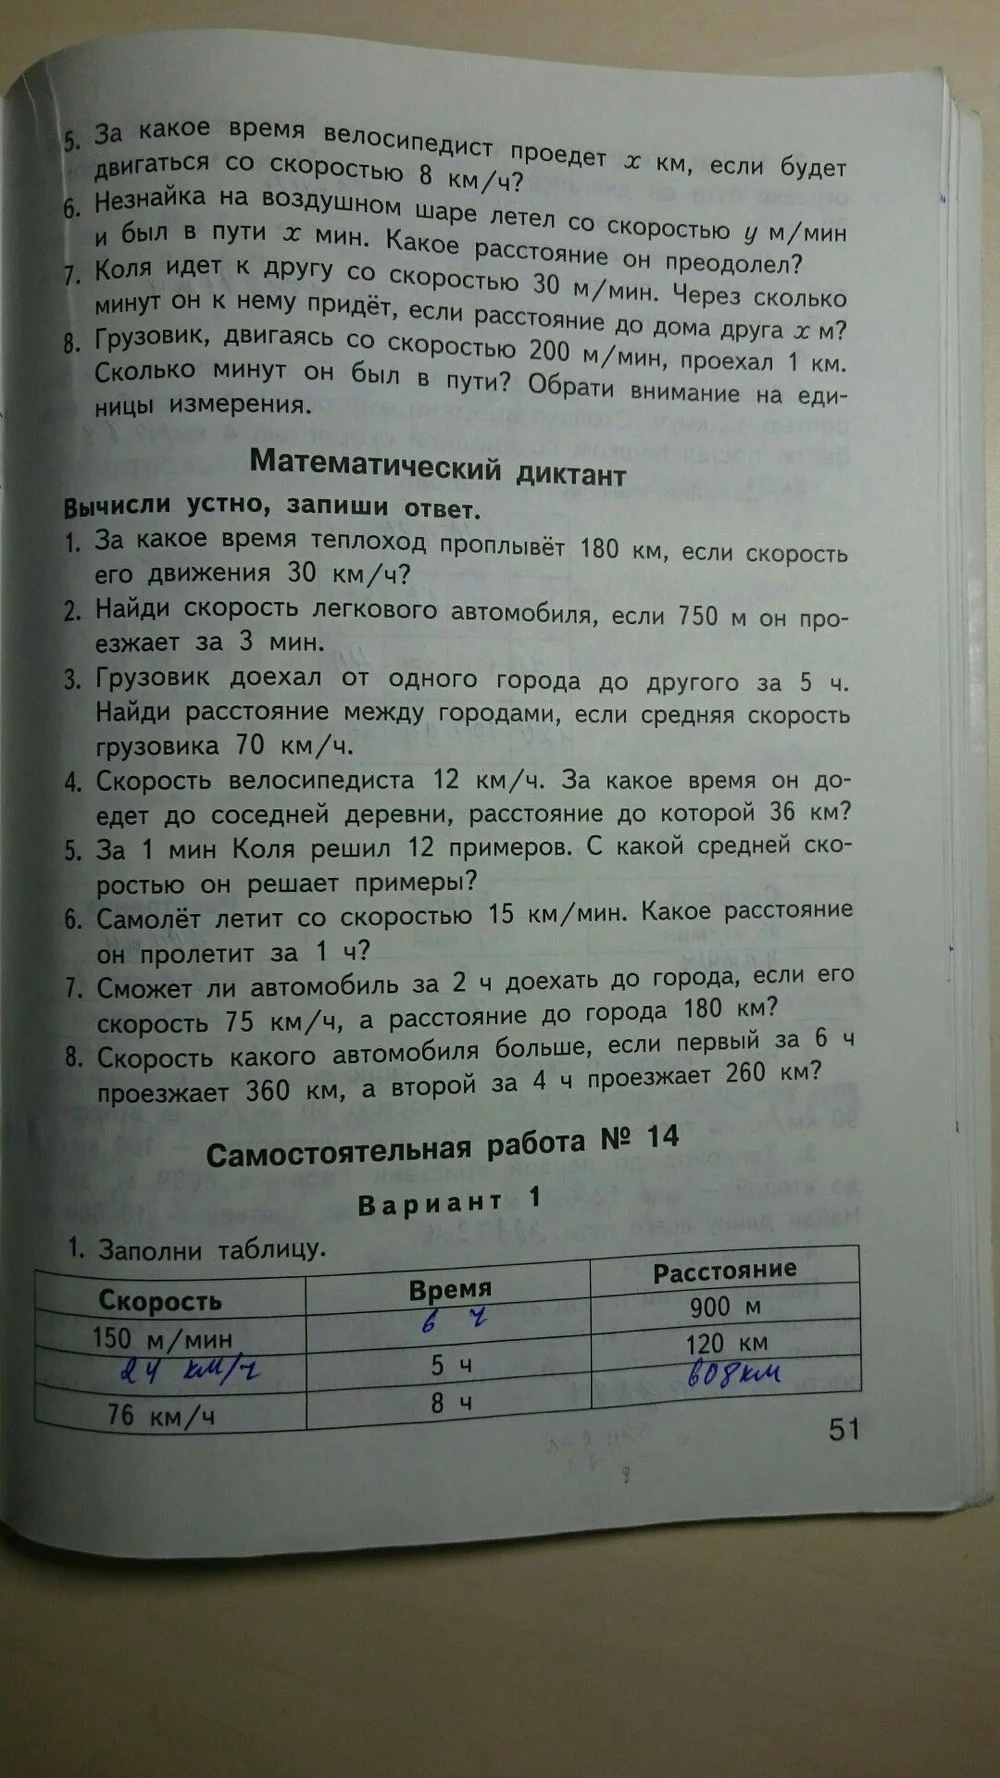 5. За какое время велосипедист проедет x км, если будет
двигаться со скоростью 8 км/ч?
6. Незнайка на воздушном шаре летел со скоростью y м/мин
и был в пути x мин. Какое расстояние он преодолел?
7. Коля идет к другу со скоростью 30 м/мин. Через сколько
минут он к нему придёт, если расстояние до дома друга x м?
8. Грузовик, двигаясь со скоростью 200 м/мин, проехал 1 км.
Сколько минут он был в пути? Обрати внимание на еди-
ницы измерения.
Математический диктант
Вычисли устно, запиши ответ.
1. За какое время теплоход проплывёт 180 км, если скорость
его движения 30 км/ч?
2. Найди скорость легкового автомобиля, если 750 м он про-
езжает за 3 мин.
3. Грузовик доехал от одного города до другого за 5 ч.
Найди расстояние между городами, если средняя скорость
грузовика 70 км/ч.
4. Скорость велосипедиста 12 км/ч. За какое время он до-
едет до соседней деревни, расстояние до которой 36 км?
5. За 1 мин Коля решил 12 примеров. С какой средней ско-
ростью он решает примеры?
6. Самолёт летит со скоростью 15 км/мин. Какое расстояние
он пролетит за 1 ч?
7. Сможет ли автомобиль за 2 ч доехать до города, если его
скорость 75 км/ч, а расстояние до города 180 км?
8. Скорость какого автомобиля больше, если первый за 6 ч
проезжает 360 км, а второй за 4 ч проезжает 260 км?
Самостоятельная работа № 14
Вариант 1
1. Заполни таблицу.
Скорость Время Расстояние
150 м/мин 6 ч 900 м
24 км/ч 5 ч 120 км
76 км/ч 8 ч 608км
51